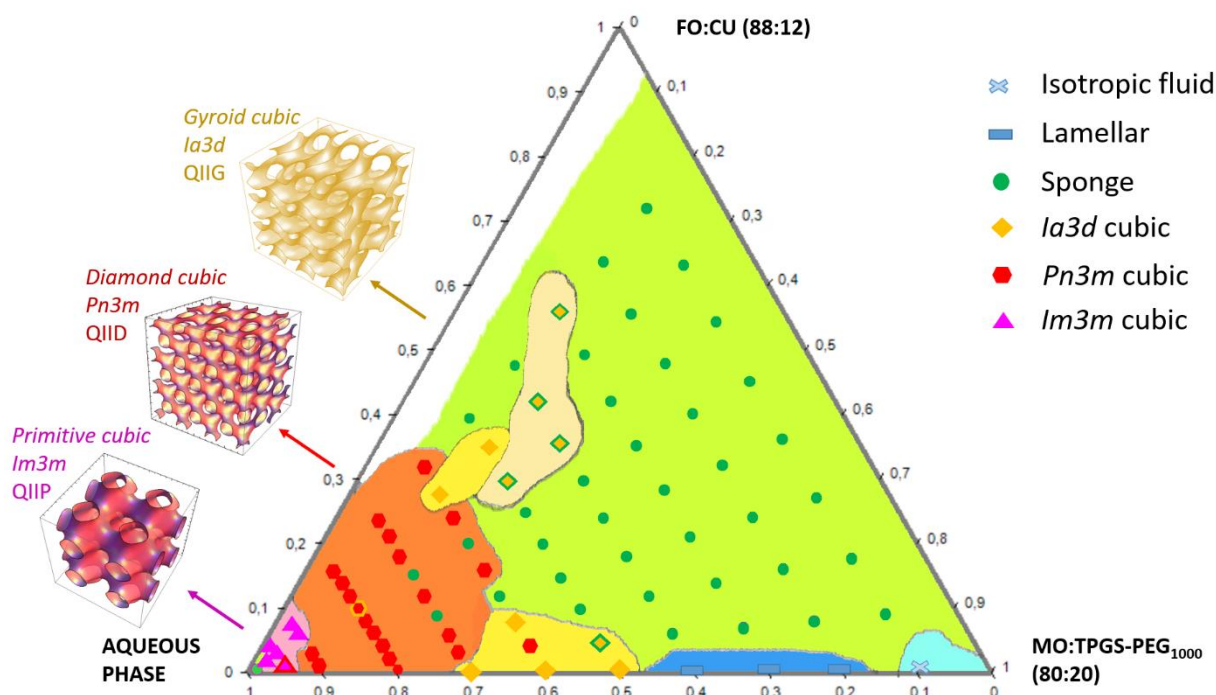 FO:CU (88:12)
1
0,9
0,8
0,7
0,6
0,5
0,4
0,3
0,2
0,1
0
0
0,1
0,2
0,3
0,4
0,5
0,6
0,7
0,8
0,9
1
1 0,9 0,8 0,7 0,6 0,5 0,4 0,3 0,2 0,1 0
Gyroid cubic
Ia3d
QIIG
Diamond cubic
Pn3m
QIID
Primitive cubic
Im3m
QIIP
AQUEOUS
PHASE
MO:TPGS-PEG1000
(80:20)
Isotropic fluid
Lamellar
Sponge
Ia3d cubic
Pn3m cubic
Im3m cubic